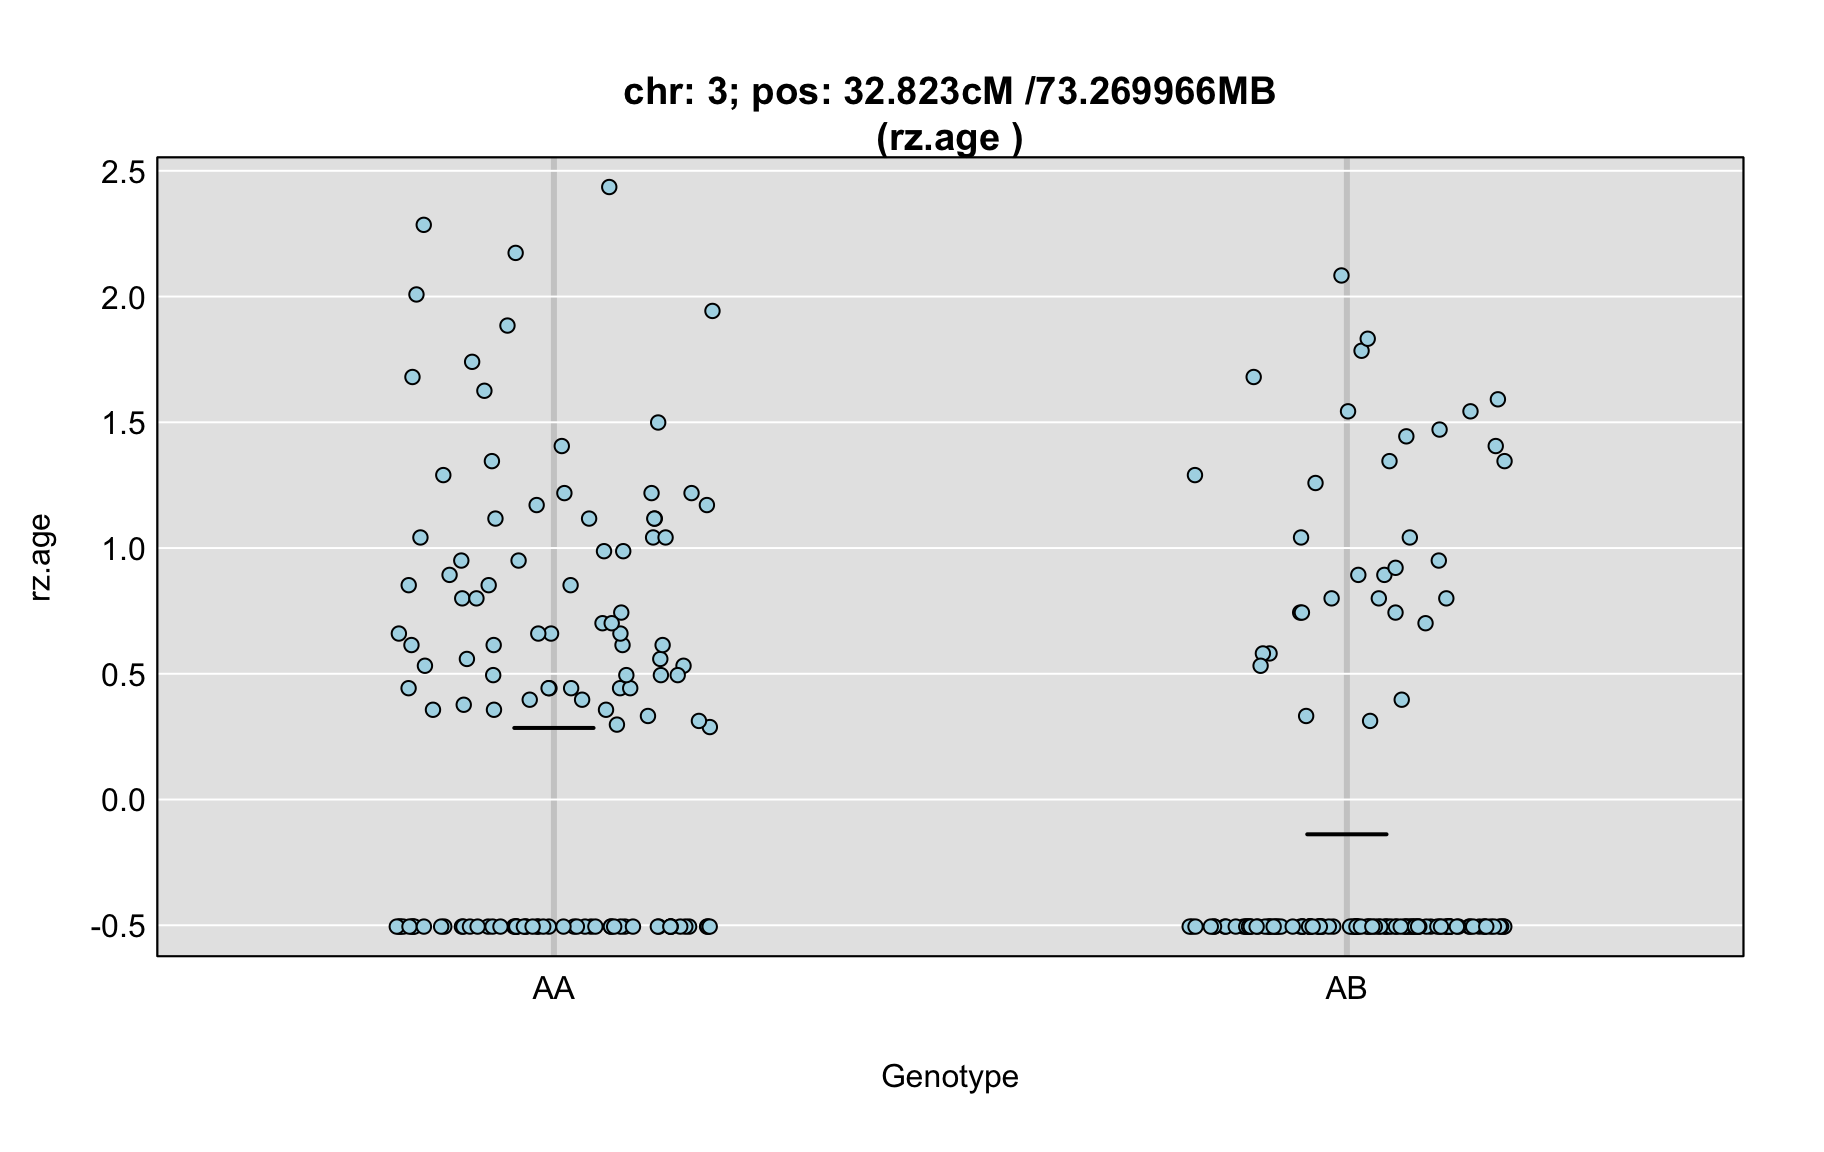 chr: 3; pos: 32.823cM /73.269966MB
(rz.age )
2.5
2.0
1.5
1.0
0.5
0.0
-0.5
rz.age
AA
AB
Genotype